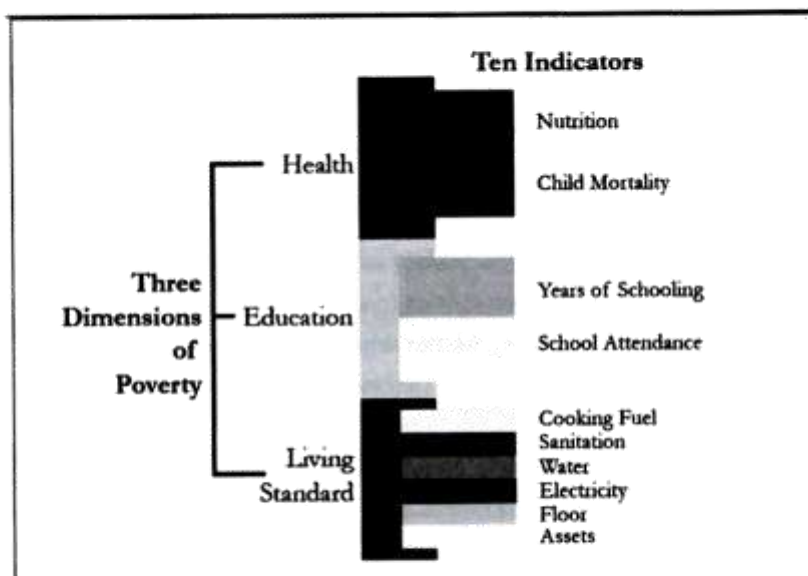 Ten Indicators
Three
Dimensions
of
Poverty
Health
Nutrition
Child Mortality
Education
Years of Schooling
School Attendance
Living
Standard
Cooking Fuel
Sanitation
Water
Electricity
Floor
Assets